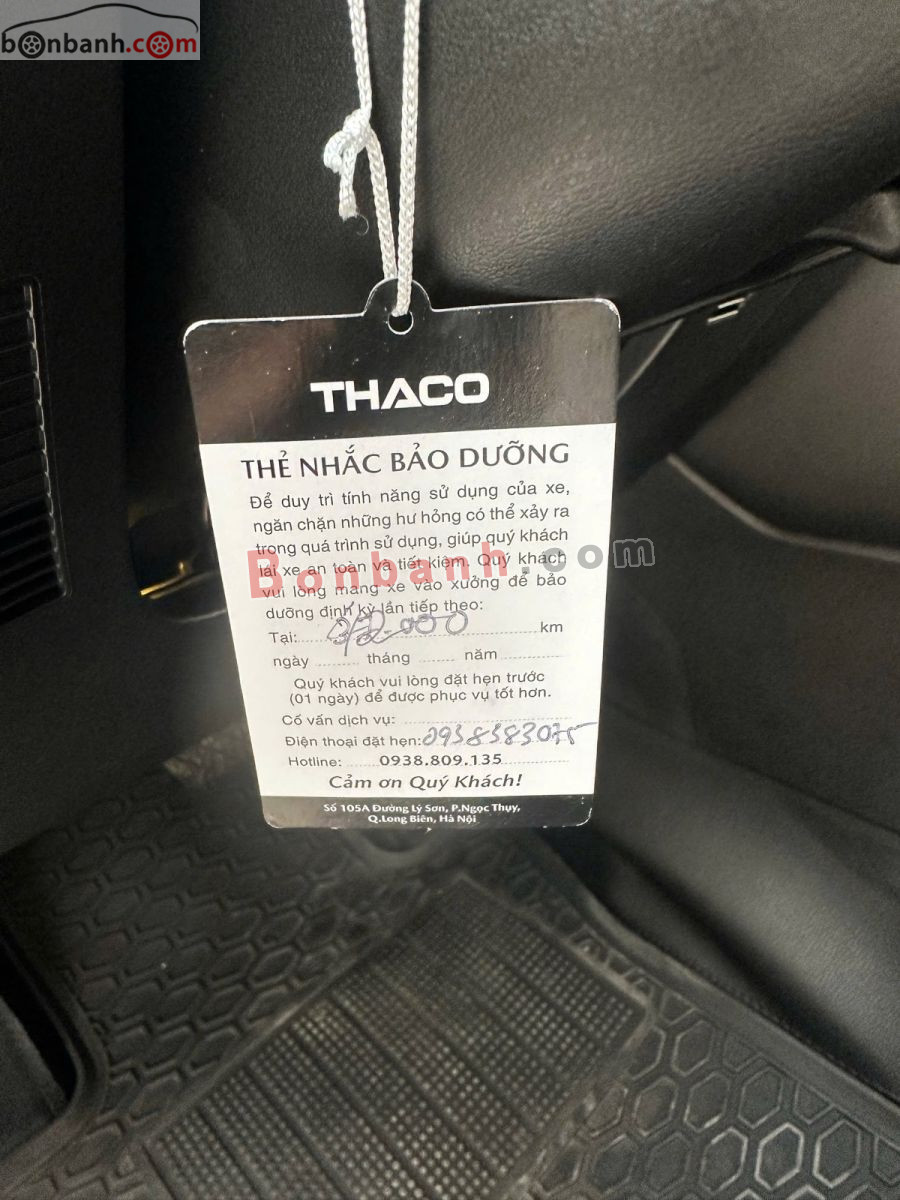 bonbanh.com
THACO
THẺ NHẮC BẢO DƯỠNG
Để duy trì tính năng sử dụng của xe,
ngăn chặn những hư hỏng có thể xảy ra
trong quá trình sử dụng, giúp quý khách
lái xe an toàn và tiết kiệm. Quý khách
Bonbanh.com
vui lòng mang xe vào xưởng để bảo
dưỡng định kỳ lần tiếp theo:
Tại: km
ngày ........ tháng ....... năm ............
Quý khách vui lòng đặt hẹn trước
(01 ngày) để được phục vụ tốt hơn.
Cố vấn dịch vụ:
Điện thoại đặt hẹn: 0938383075
Hotline: 0938.809.135
Cảm ơn Quý Khách!
Số 105A Đường Lý Sơn, P.Ngọc Thụy,
Q.Long Biên, Hà Nội